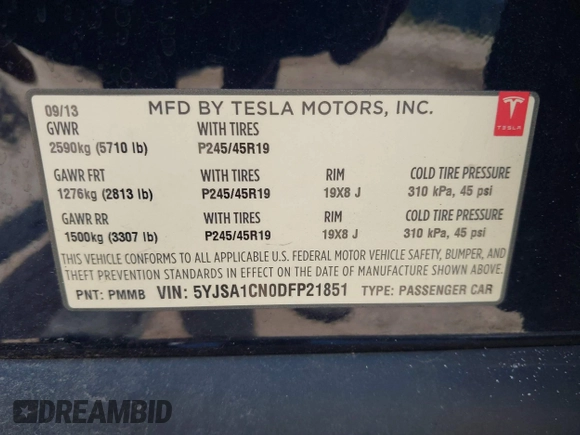 09/13 MFD BY TESLA MOTORS, INC.
GVWR WITH TIRES TESLA
2590kg (5710 lb) P245/45R19
GAWR FRT WITH TIRES RIM COLD TIRE PRESSURE
1276kg (2813 lb) P245/45R19 19X8 J 310 kPa, 45 psi
GAWR RR WITH TIRES RIM COLD TIRE PRESSURE
1500kg (3307 lb) P245/45R19 19X8 J 310 kPa, 45 psi
THIS VEHICLE CONFORMS TO ALL APPLICABLE U.S. FEDERAL MOTOR VEHICLE SAFETY, BUMPER, AND
THEFT PREVENTION STANDARDS IN EFFECT ON THE DATE OF MANUFACTURE SHOWN ABOVE.
PNT: PMMB VIN: 5YJSA1CN0DFP21851 TYPE: PASSENGER CAR
DREAMBID